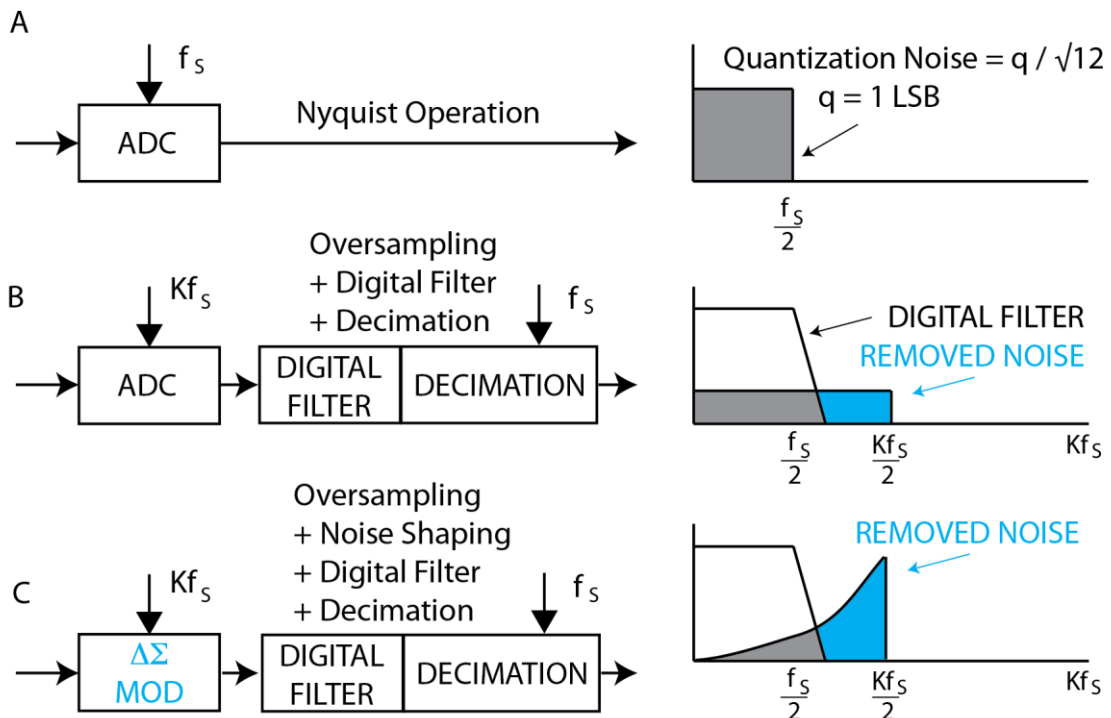 A
f S
ADC
Nyquist Operation
Quantization Noise = q / √12
q = 1 LSB
f S
2
B
Kf S
Oversampling
+ Digital Filter
+ Decimation
f S
ADC
DIGITAL
FILTER
DECIMATION
DIGITAL FILTER
REMOVED NOISE
f S
2
Kf S
2
Kf S
C
Kf S
Oversampling
+ Noise Shaping
+ Digital Filter
+ Decimation
f S
ΔΣ
MOD
DIGITAL
FILTER
DECIMATION
REMOVED NOISE
f S
2
Kf S
2
Kf S